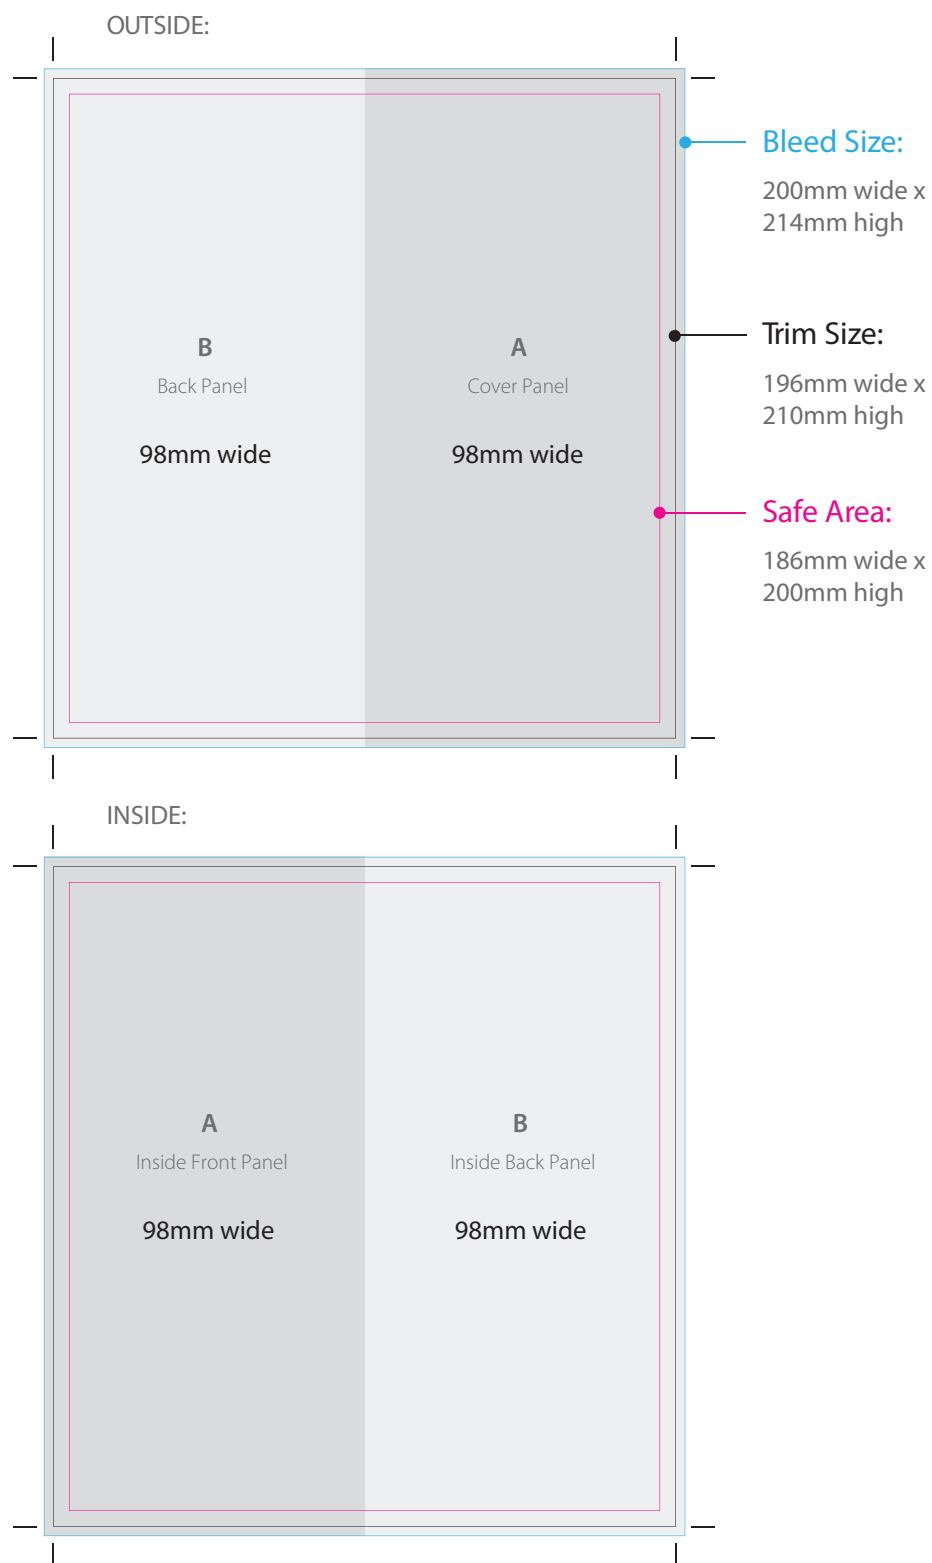 OUTSIDE:
Bleed Size:
200mm wide x
214mm high
Trim Size:
196mm wide x
210mm high
Safe Area:
186mm wide x
200mm high
B
Back Panel
98mm wide
A
Cover Panel
98mm wide
INSIDE:
A
Inside Front Panel
98mm wide
B
Inside Back Panel
98mm wide